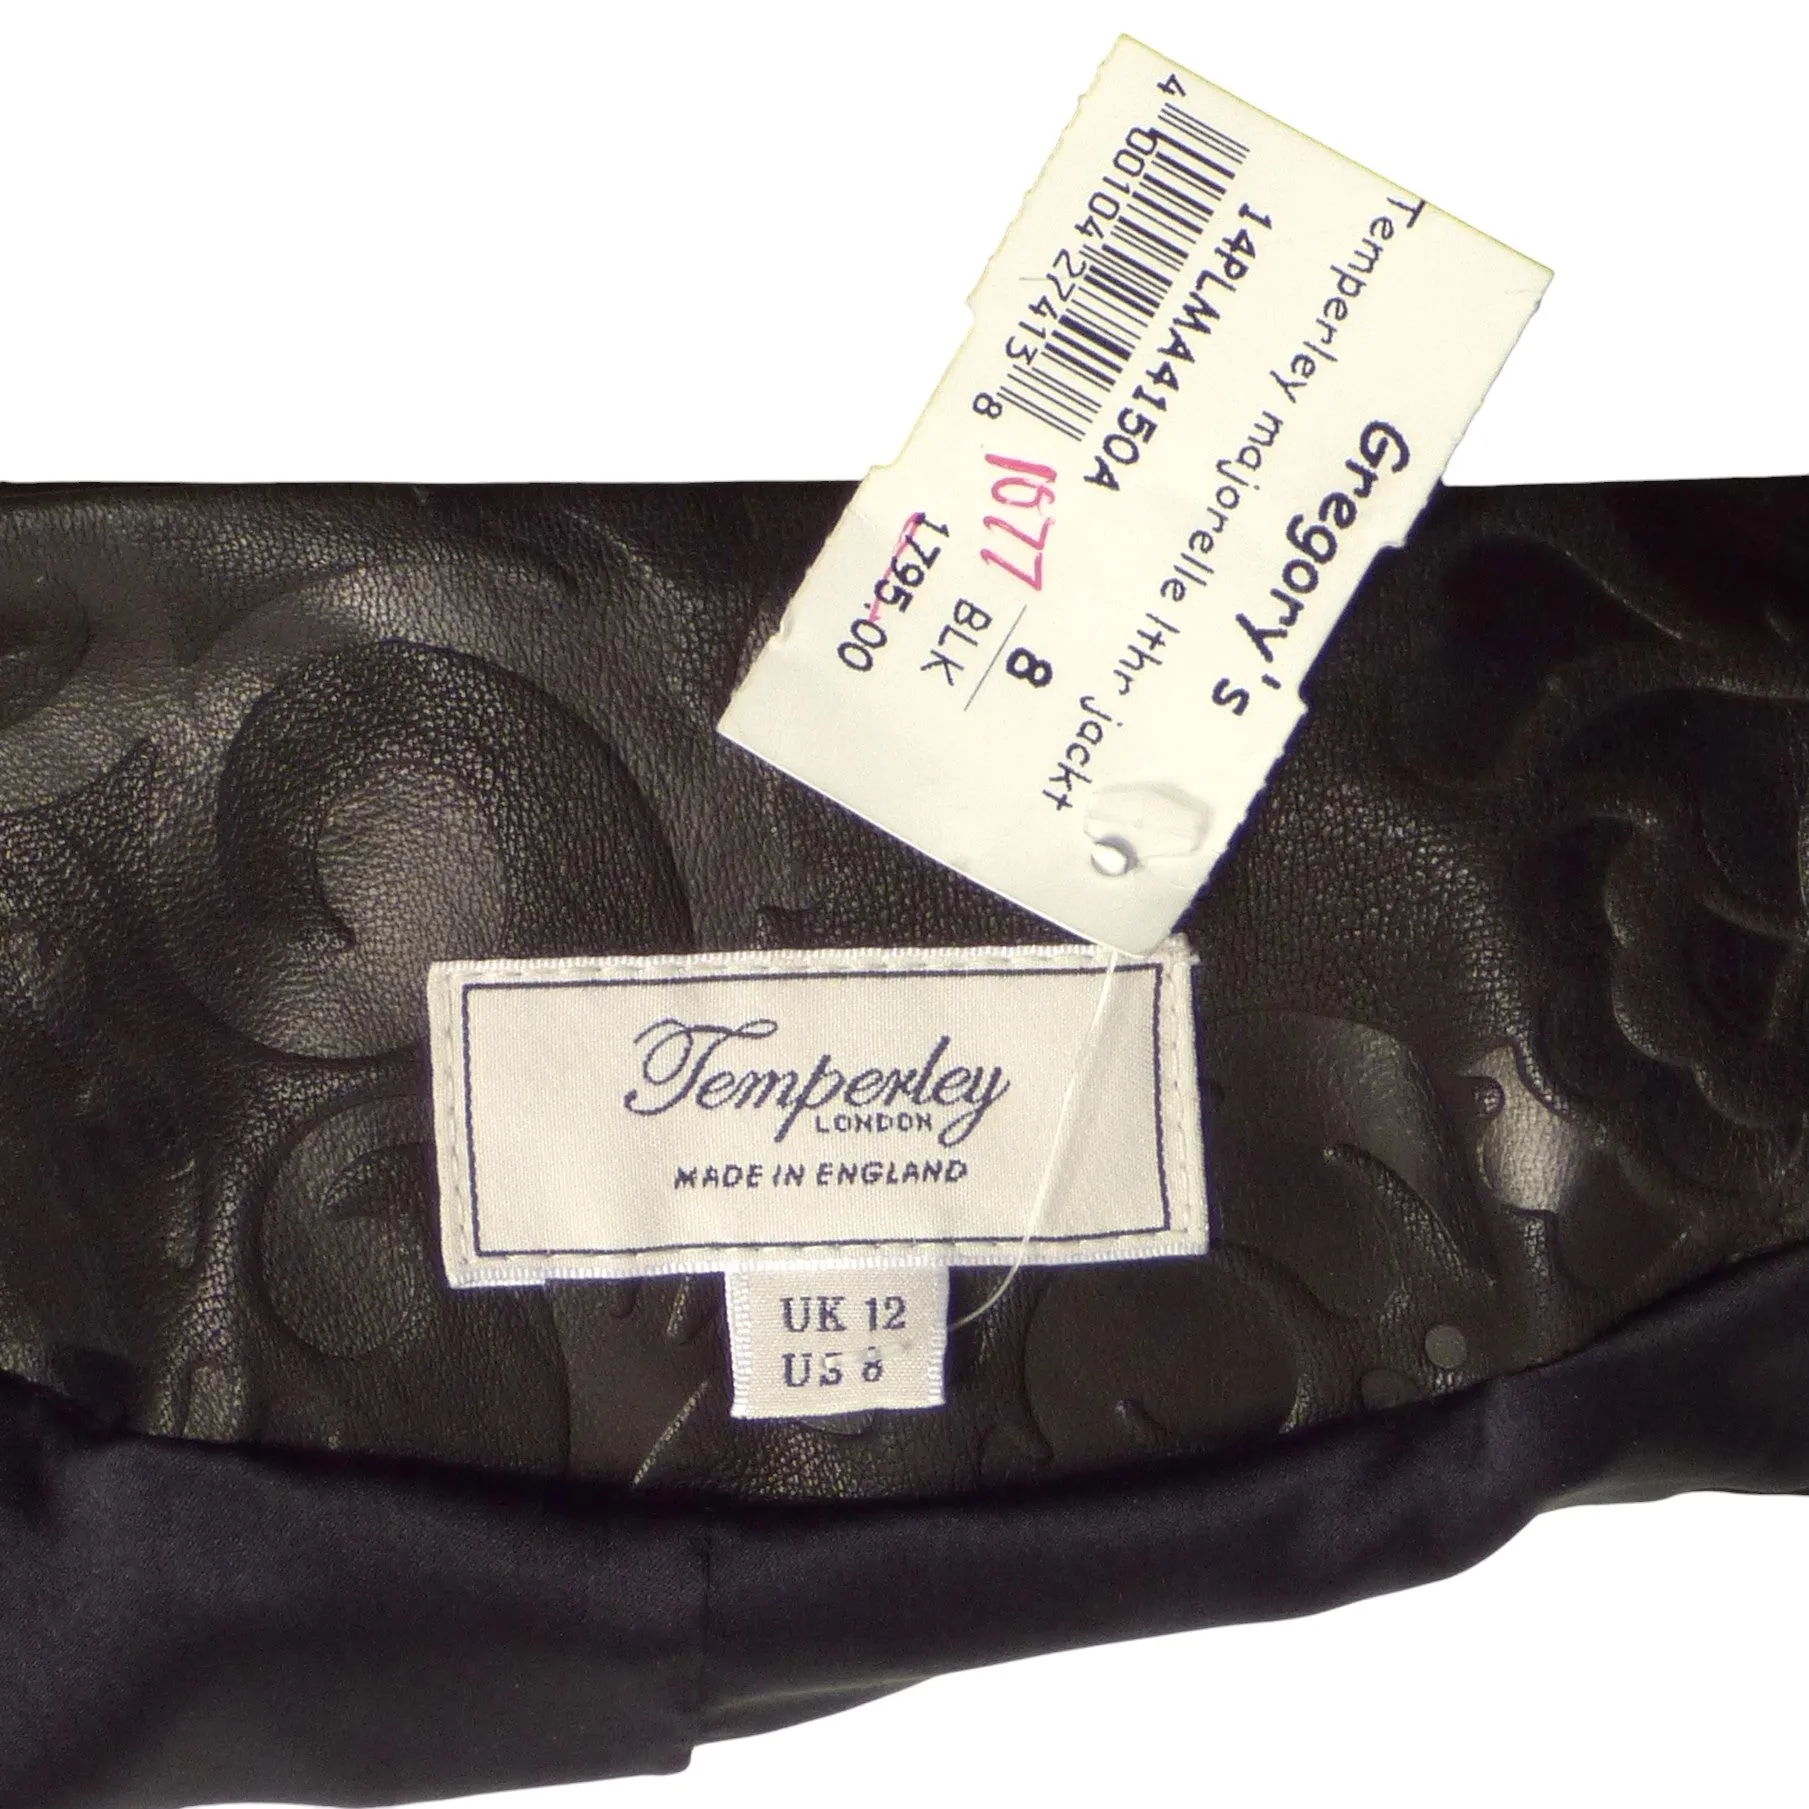 Gregory's
Temperley majorelle lthr jackt
14PLMA4150A
4 00104 27413 8
8
BLK
1677
1795.00
Temperley
LONDON
MADE IN ENGLAND
UK 12
US 8